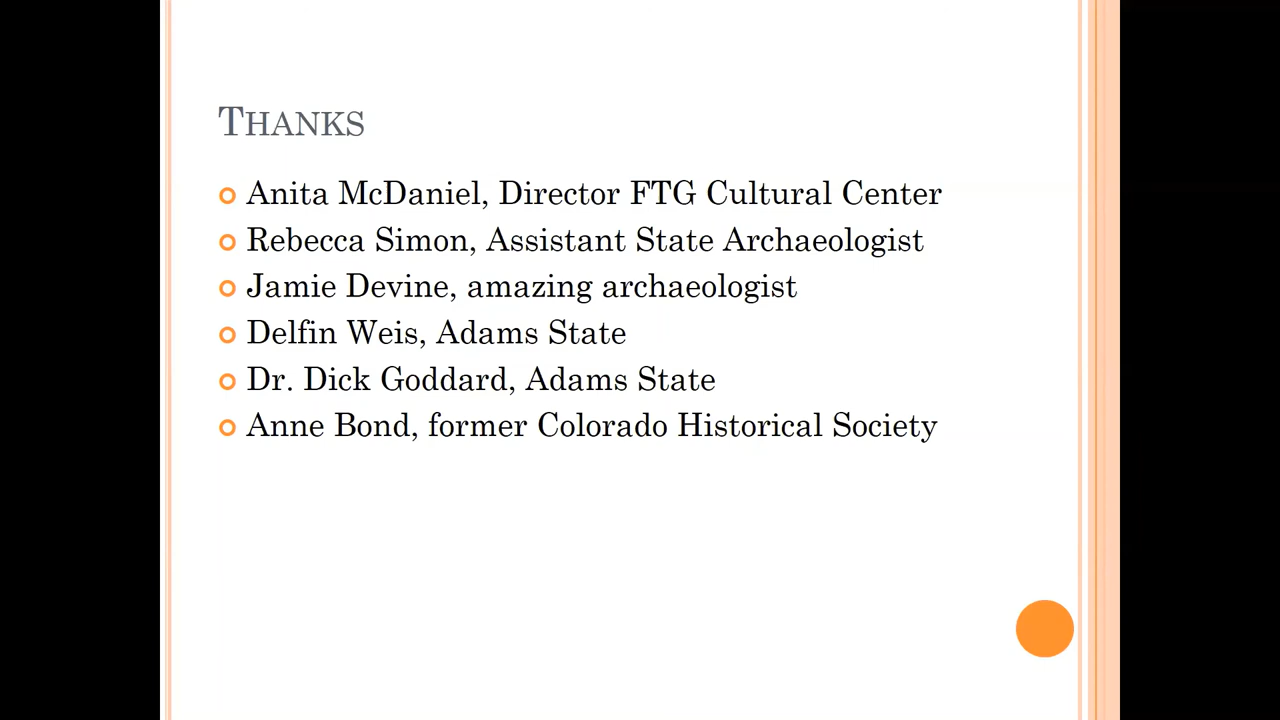 THANKS
Anita McDaniel, Director FTG Cultural Center
Rebecca Simon, Assistant State Archaeologist
Jamie Devine, amazing archaeologist
Delfin Weis, Adams State
Dr. Dick Goddard, Adams State
Anne Bond, former Colorado Historical Society